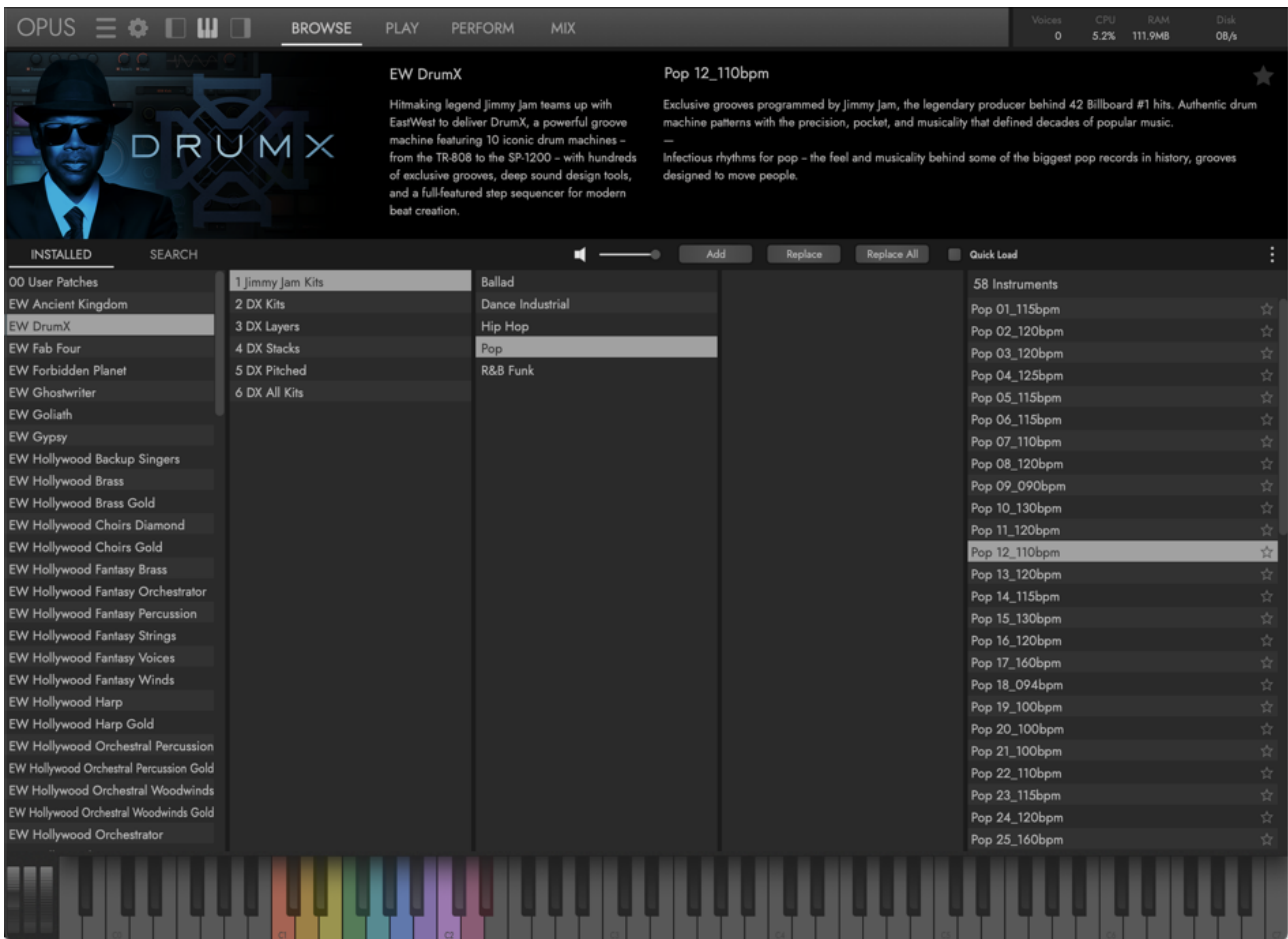 OPUS
BROWSE
PLAY
PERFORM
MIX
Voices
0
CPU
5.2%
RAM
111.9MB
Disk
0B/s
DRUMX
EW DrumX
Hitmaking legend Jimmy Jam teams up with
EastWest to deliver DrumX, a powerful groove
machine featuring 10 iconic drum machines –
from the TR-808 to the SP-1200 – with hundreds
of exclusive grooves, deep sound design tools,
and a full-featured step sequencer for modern
beat creation.
Pop 12_110bpm
Exclusive grooves programmed by Jimmy Jam, the legendary producer behind 42 Billboard #1 hits. Authentic drum
machine patterns with the precision, pocket, and musicality that defined decades of popular music.
—
Infectious rhythms for pop – the feel and musicality behind some of the biggest pop records in history, grooves
designed to move people.
INSTALLED
SEARCH
Add
Replace
Replace All
Quick Load
00 User Patches
EW Ancient Kingdom
EW DrumX
EW Fab Four
EW Forbidden Planet
EW Ghostwriter
EW Goliath
EW Gypsy
EW Hollywood Backup Singers
EW Hollywood Brass
EW Hollywood Brass Gold
EW Hollywood Choirs Diamond
EW Hollywood Choirs Gold
EW Hollywood Fantasy Brass
EW Hollywood Fantasy Orchestrator
EW Hollywood Fantasy Percussion
EW Hollywood Fantasy Strings
EW Hollywood Fantasy Voices
EW Hollywood Fantasy Winds
EW Hollywood Harp
EW Hollywood Harp Gold
EW Hollywood Orchestral Percussion
EW Hollywood Orchestral Percussion Gold
EW Hollywood Orchestral Woodwinds
EW Hollywood Orchestral Woodwinds Gold
EW Hollywood Orchestrator
1 Jimmy Jam Kits
2 DX Kits
3 DX Layers
4 DX Stacks
5 DX Pitched
6 DX All Kits
Ballad
Dance Industrial
Hip Hop
Pop
R&B Funk
58 Instruments
Pop 01_115bpm
Pop 02_120bpm
Pop 03_120bpm
Pop 04_125bpm
Pop 05_115bpm
Pop 06_115bpm
Pop 07_110bpm
Pop 08_120bpm
Pop 09_090bpm
Pop 10_130bpm
Pop 11_120bpm
Pop 12_110bpm
Pop 13_120bpm
Pop 14_115bpm
Pop 15_130bpm
Pop 16_120bpm
Pop 17_160bpm
Pop 18_094bpm
Pop 19_100bpm
Pop 20_100bpm
Pop 21_100bpm
Pop 22_110bpm
Pop 23_115bpm
Pop 24_120bpm
Pop 25_160bpm
C0
C1
C2
C3
C4
C5